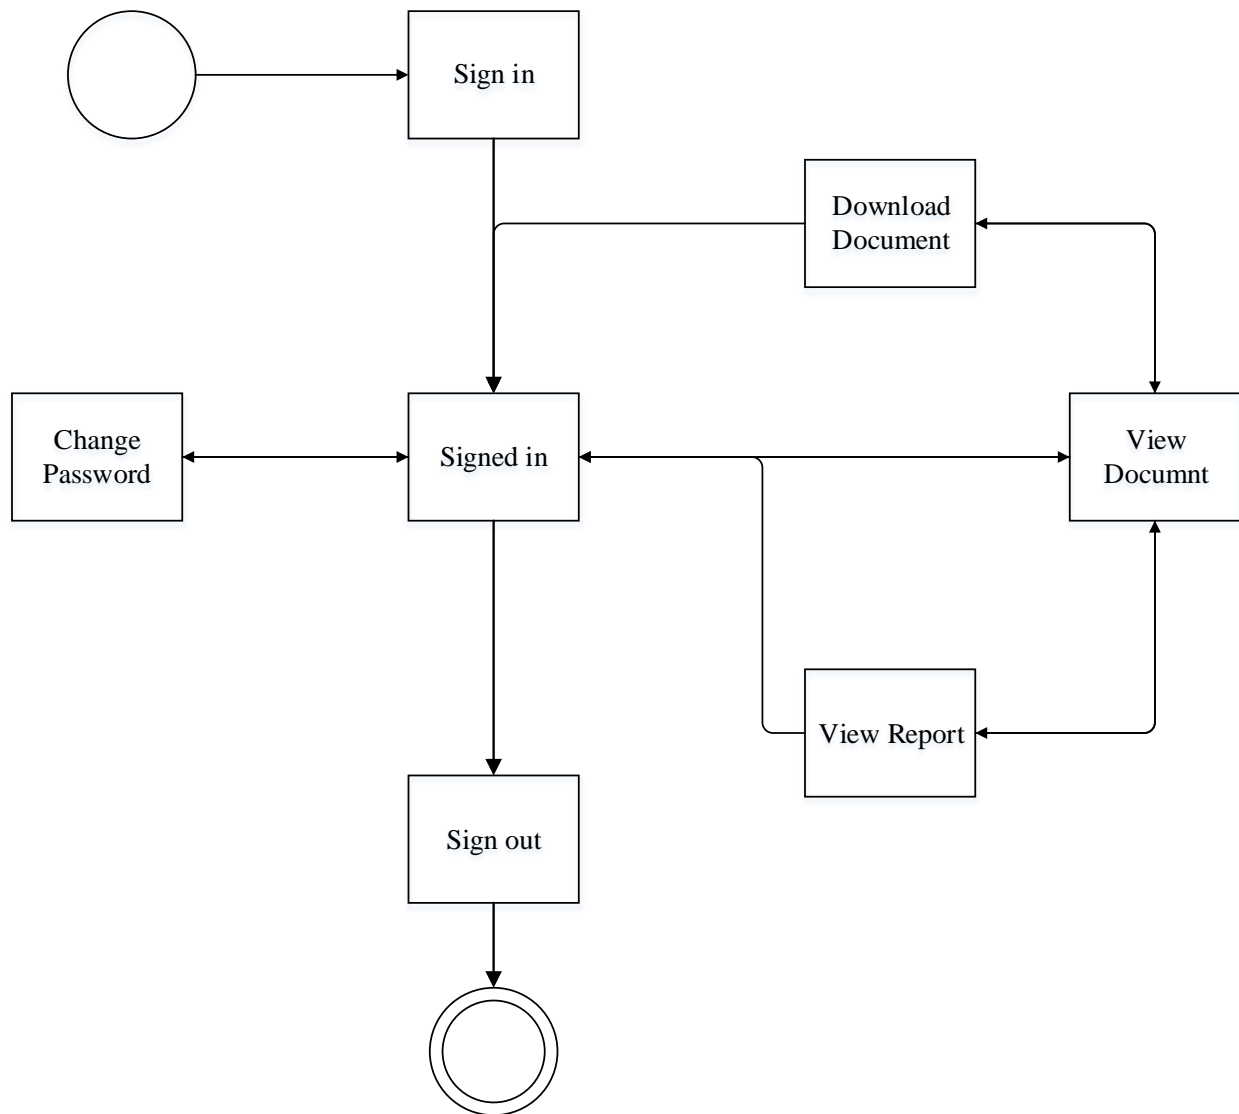 Sign in
Download
Document
Change
Password
Signed in
View
Documnt
View Report
Sign out